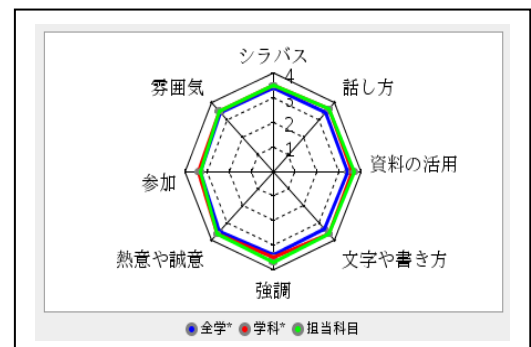 シラバス
4
雰囲気
話し方
3
2
1
参加
資料の活用
熱意や誠意
文字や書き方
強調
全学* 学科* 担当科目